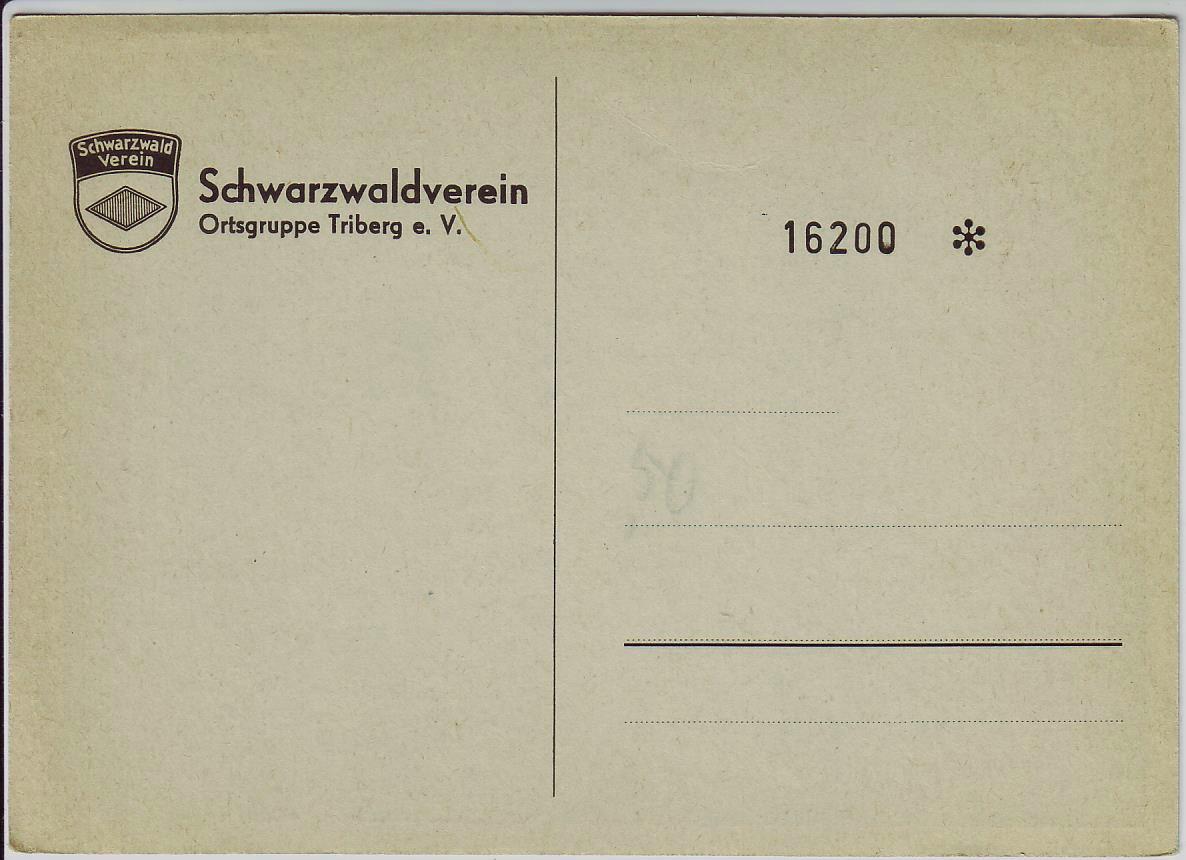 Schwarzwald
Verein
Schwarzwaldverein
Ortsgruppe Triberg e. V.
16200 *